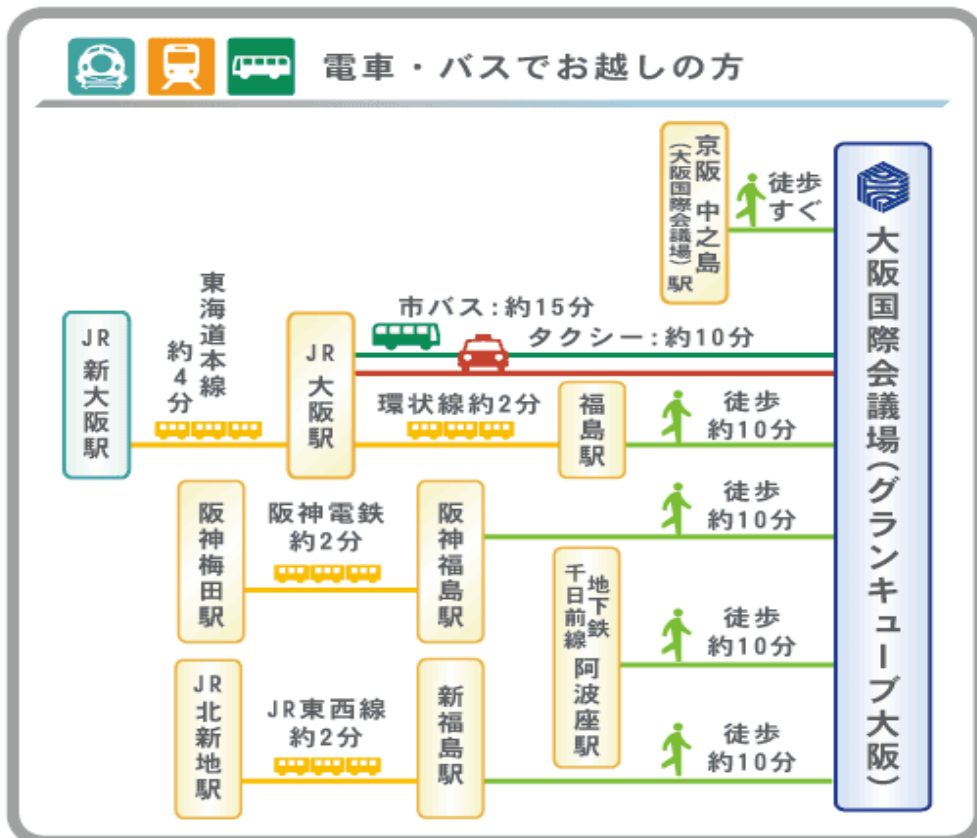 電車・バスでお越しの方
京阪 中之島
(大阪国際会議場)駅
徒歩
すぐ
大阪国際会議場(グランキューブ大阪)
JR 新大阪駅
東海道本線
約4分
JR 大阪駅
市バス:約15分
タクシー:約10分
環状線約2分
福島駅
徒歩
約10分
阪神梅田駅
阪神電鉄
約2分
阪神福島駅
徒歩
約10分
地下鉄
千日前線
阿波座駅
徒歩
約10分
JR 北新地駅
JR東西線
約2分
新福島駅
徒歩
約10分